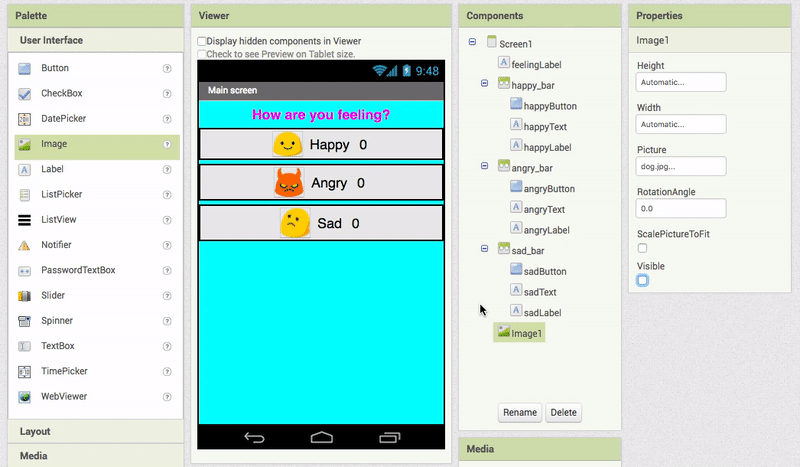 Palette
User Interface
Button
CheckBox
DatePicker
Image
Label
ListPicker
ListView
Notifier
PasswordTextBox
Slider
Spinner
TextBox
TimePicker
WebViewer
Layout
Media
Viewer
Display hidden components in Viewer
Check to see Preview on Tablet size.
9:48
Main screen
How are you feeling?
Happy 0
Angry 0
Sad 0
Components
Screen1
feelingLabel
happy_bar
happyButton
happyText
happyLabel
angry_bar
angryButton
angryText
angryLabel
sad_bar
sadButton
sadText
sadLabel
Image1
Rename Delete
Media
Properties
Image1
Height
Automatic...
Width
Automatic...
Picture
dog.jpg...
RotationAngle
0.0
ScalePictureToFit
Visible